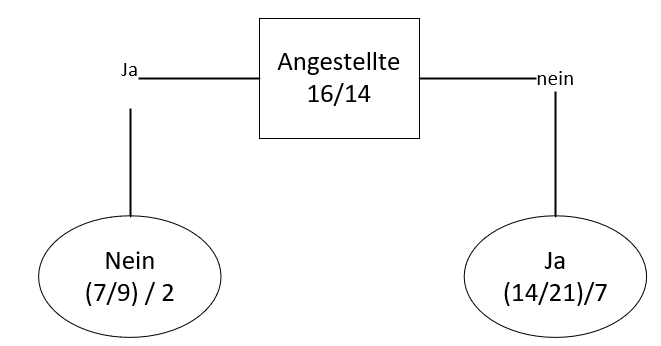 Angestellte
16/14
Ja
nein
Nein
(7/9) / 2
Ja
(14/21)/7